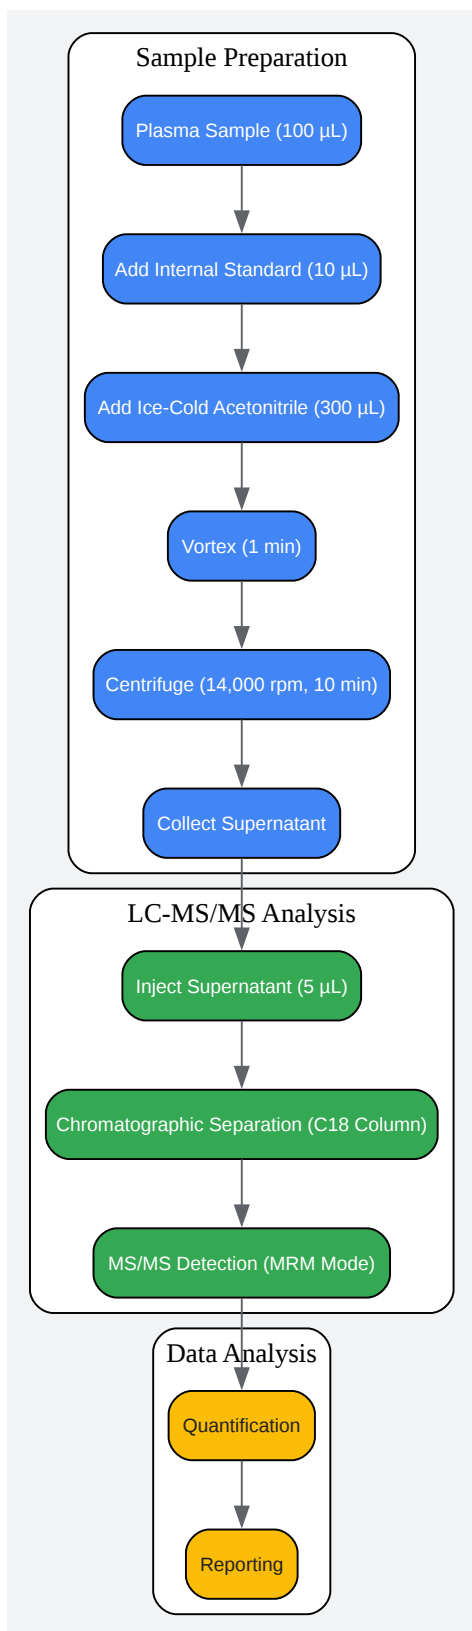 Sample Preparation
Plasma Sample (100 µL)
Add Internal Standard (10 µL)
Add Ice-Cold Acetonitrile (300 µL)
Vortex (1 min)
Centrifuge (14,000 rpm, 10 min)
Collect Supernatant
LC-MS/MS Analysis
Inject Supernatant (5 µL)
Chromatographic Separation (C18 Column)
MS/MS Detection (MRM Mode)
Data Analysis
Quantification
Reporting